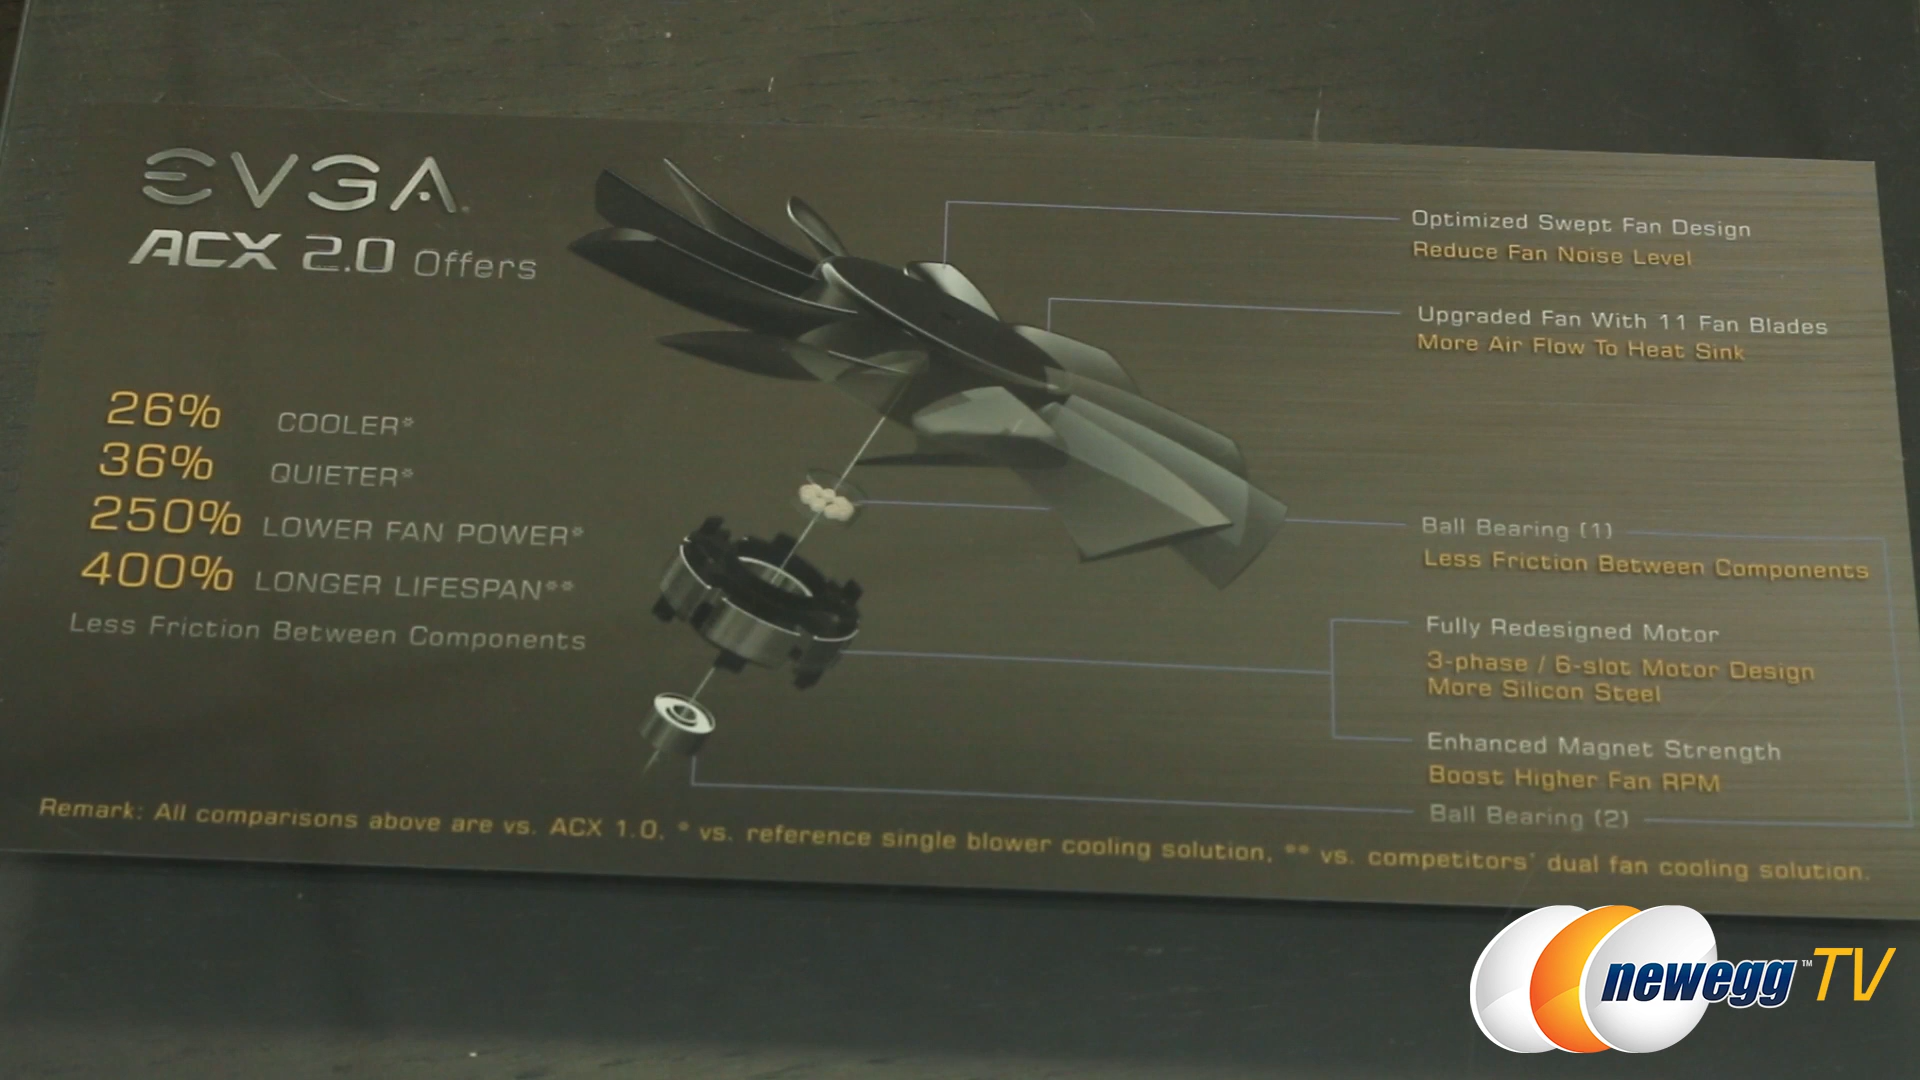 EVGA
ACX 2.0 Offers
26% COOLER*
36% QUIETER*
250% LOWER FAN POWER*
400% LONGER LIFESPAN**
Less Friction Between Components
Optimized Swept Fan Design
Reduce Fan Noise Level
Upgraded Fan With 11 Fan Blades
More Air Flow To Heat Sink
Ball Bearing (1)
Less Friction Between Components
Fully Redesigned Motor
3-phase / 6-slot Motor Design
More Silicon Steel
Enhanced Magnet Strength
Boost Higher Fan RPM
Ball Bearing (2)
Remark: All comparisons above are vs. ACX 1.0, * vs. reference single blower cooling solution, ** vs. competitors' dual fan cooling solution.
newegg™ TV